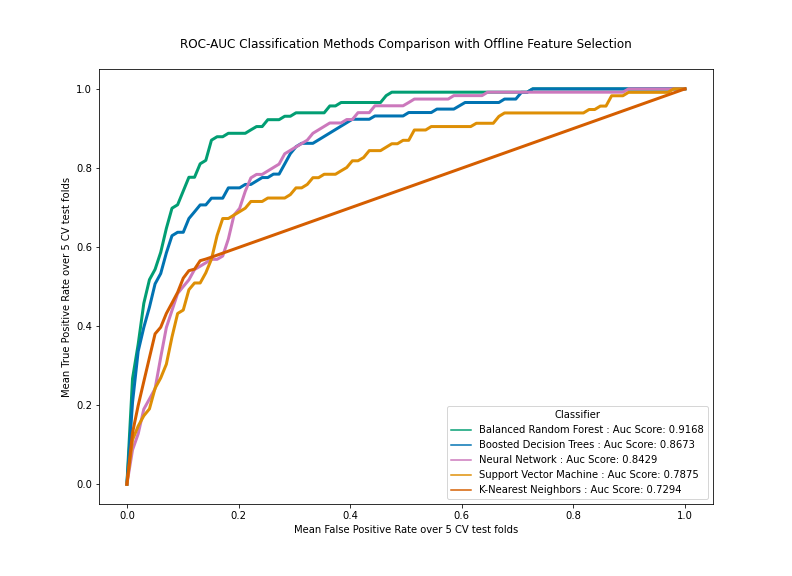 ROC-AUC Classification Methods Comparison with Offline Feature Selection
Mean True Positive Rate over 5 CV test folds
1.0
0.8
0.6
0.4
0.2
0.0
0.0 0.2 0.4 0.6 0.8 1.0
Mean False Positive Rate over 5 CV test folds
Classifier
Balanced Random Forest : Auc Score: 0.9168
Boosted Decision Trees : Auc Score: 0.8673
Neural Network : Auc Score: 0.8429
Support Vector Machine : Auc Score: 0.7875
K-Nearest Neighbors : Auc Score: 0.7294